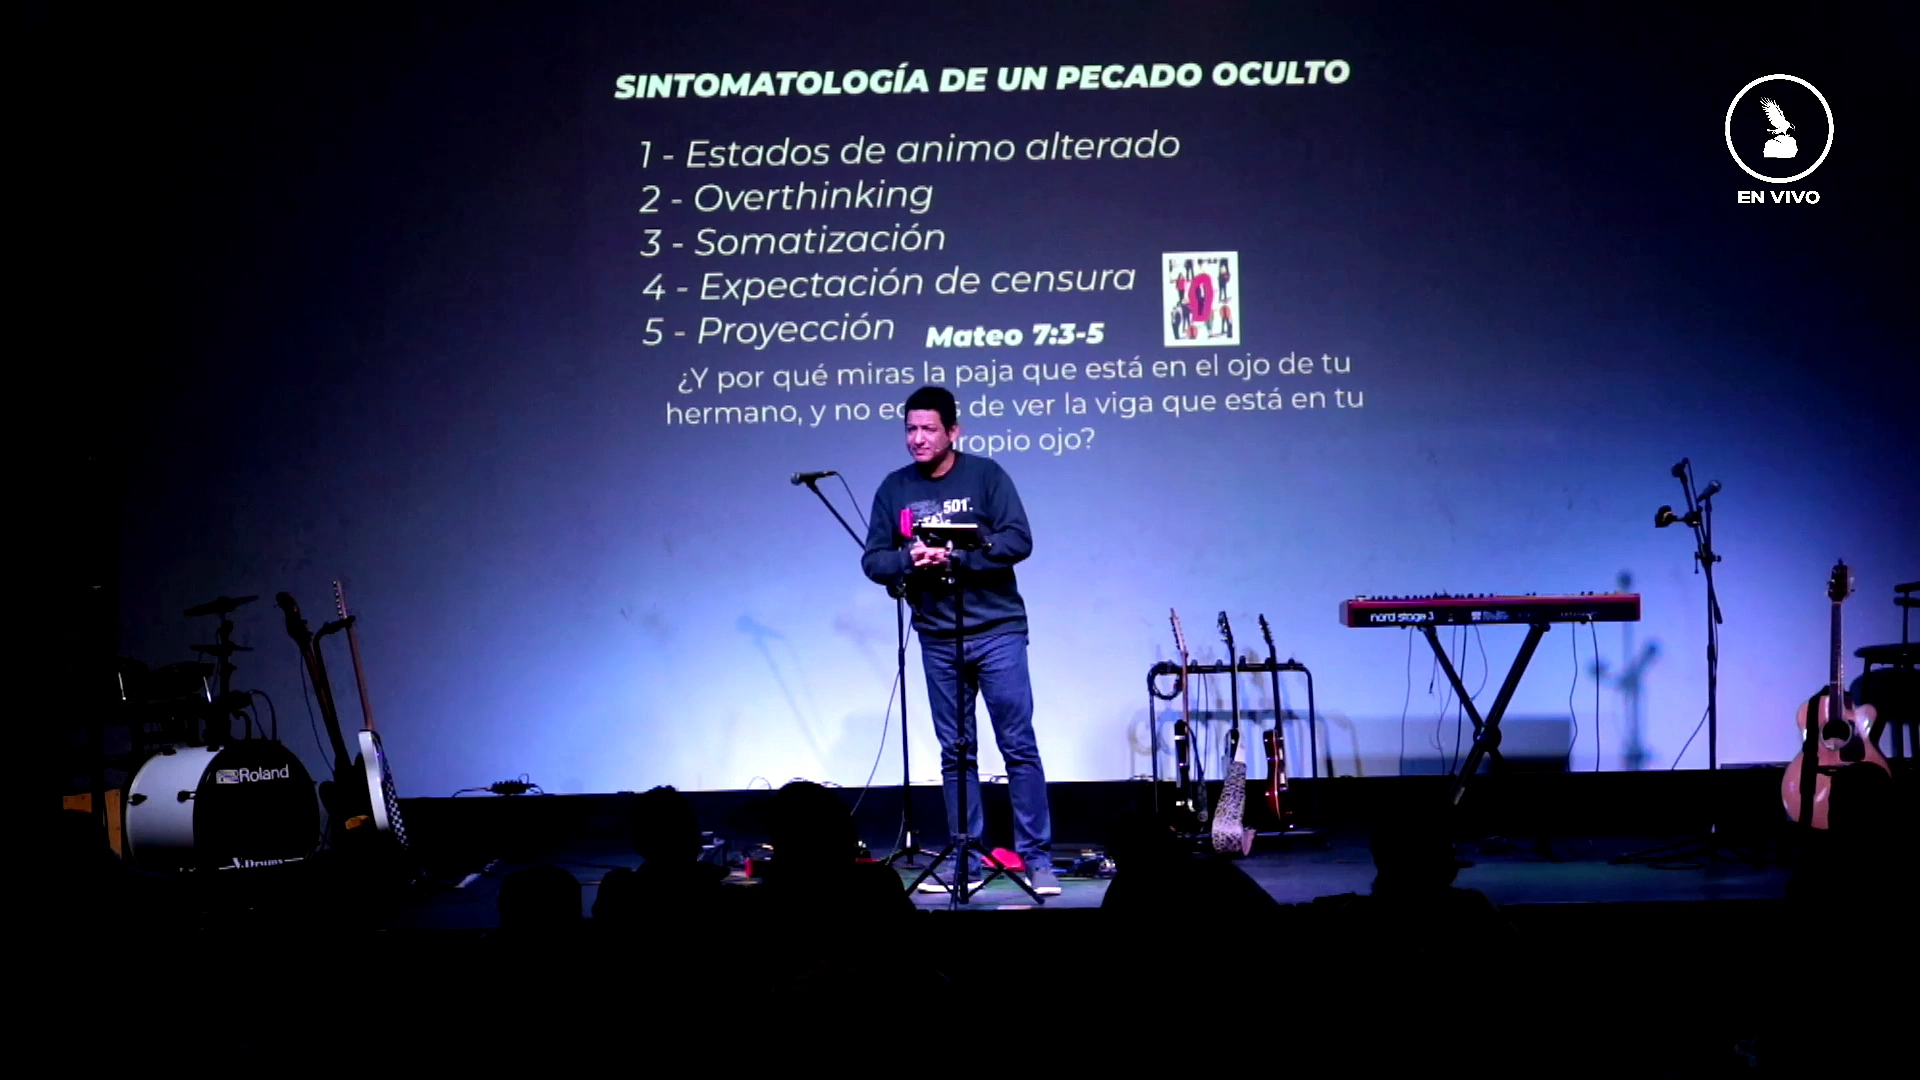 SINTOMATOLOGÍA DE UN PECADO OCULTO
1 - Estados de animo alterado
2 - Overthinking
3 - Somatización
4 - Expectación de censura
5 - Proyección
Mateo 7:3-5
¿Y por qué miras la paja que está en el ojo de tu
hermano, y no de ver la viga que está en tu
ojo?
EN VIVO
501.
nord stage 3
Roland
V-Drums